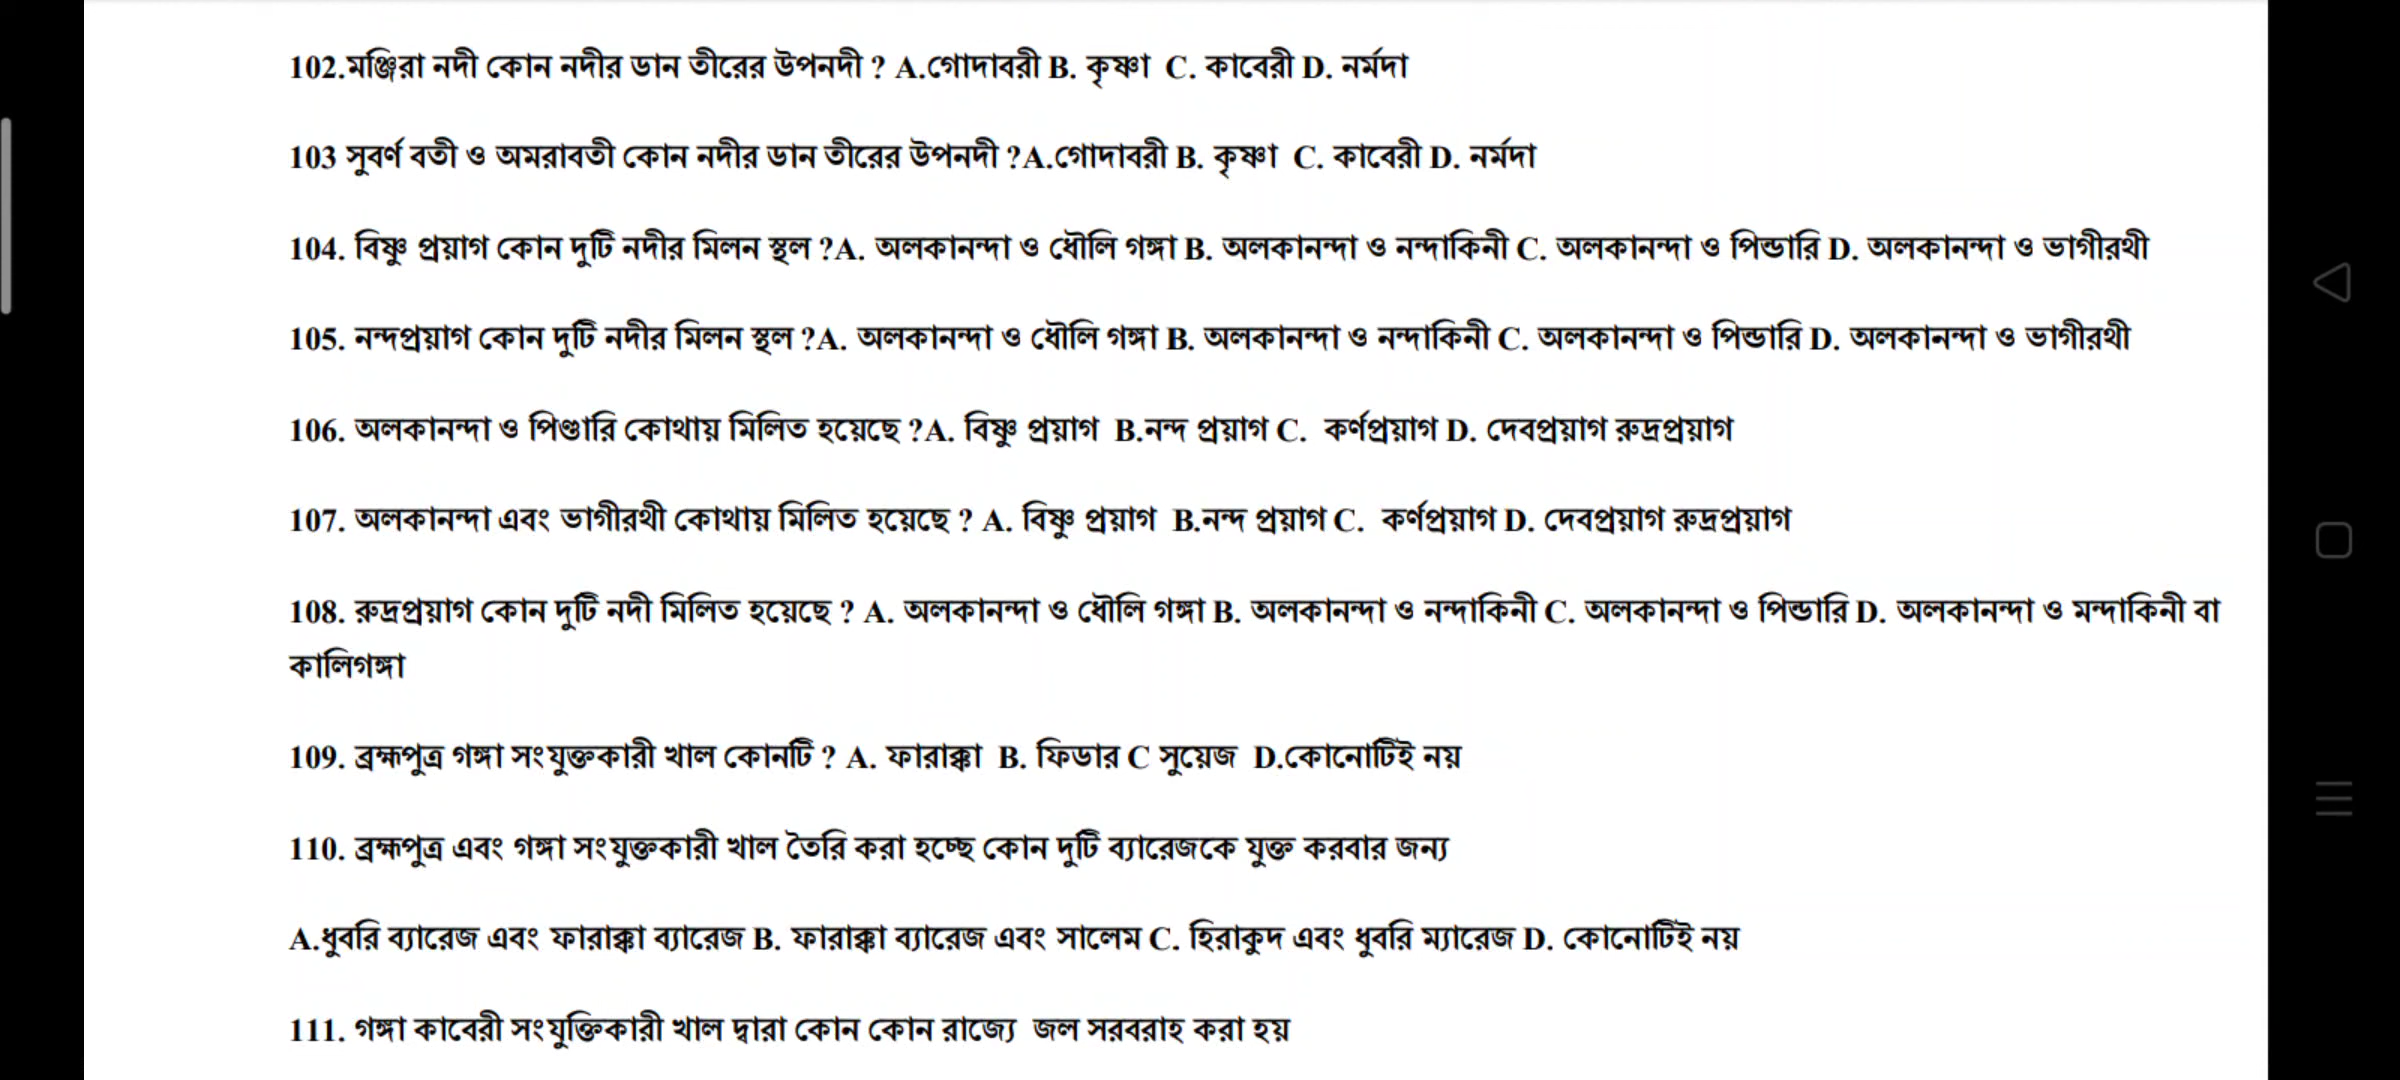 102.মঞ্জিরা নদী কোন নদীর ডান তীরের উপনদী ? A.গোদাবরী B. কৃষ্ণা C. কাবেরী D. নর্মদা
103 সুবর্ণ বতী ও অমরাবতী কোন নদীর ডান তীরের উপনদী ?A.গোদাবরী B. কৃষ্ণা C. কাবেরী D. নর্মদা
104. বিষ্ণু প্রয়াগ কোন দুটি নদীর মিলন স্থল ?A. অলকানন্দা ও ধৌলি গঙ্গা B. অলকানন্দা ও নন্দাকিনী C. অলকানন্দা ও পিন্ডারি D. অলকানন্দা ও ভাগীরথী
105. নন্দপ্রয়াগ কোন দুটি নদীর মিলন স্থল ?A. অলকানন্দা ও ধৌলি গঙ্গা B. অলকানন্দা ও নন্দাকিনী C. অলকানন্দা ও পিন্ডারি D. অলকানন্দা ও ভাগীরথী
106. অলকানন্দা ও পিণ্ডারি কোথায় মিলিত হয়েছে ?A. বিষ্ণু প্রয়াগ B.নন্দ প্রয়াগ C. কর্ণপ্রয়াগ D. দেবপ্রয়াগ রুদ্রপ্রয়াগ
107. অলকানন্দা এবং ভাগীরথী কোথায় মিলিত হয়েছে ? A. বিষ্ণু প্রয়াগ B.নন্দ প্রয়াগ C. কর্ণপ্রয়াগ D. দেবপ্রয়াগ রুদ্রপ্রয়াগ
108. রুদ্রপ্রয়াগ কোন দুটি নদী মিলিত হয়েছে ? A. অলকানন্দা ও ধৌলি গঙ্গা B. অলকানন্দা ও নন্দাকিনী C. অলকানন্দা ও পিন্ডারি D. অলকানন্দা ও মন্দাকিনী বা
কালিগঙ্গা
109. ব্রহ্মপুত্র গঙ্গা সংযুক্তকারী খাল কোনটি ? A. ফারাক্কা B. ফিডার C সুয়েজ D.কোনোটিই নয়
110. ব্রহ্মপুত্র এবং গঙ্গা সংযুক্তকারী খাল তৈরি করা হচ্ছে কোন দুটি ব্যারেজকে যুক্ত করবার জন্য
A.ধুবরি ব্যারেজ এবং ফারাক্কা ব্যারেজ B. ফারাক্কা ব্যারেজ এবং সালেম C. হিরাকুদ এবং ধুবরি ম্যারেজ D. কোনোটিই নয়
111. গঙ্গা কাবেরী সংযুক্তিকারী খাল দ্বারা কোন কোন রাজ্যে জল সরবরাহ করা হয়